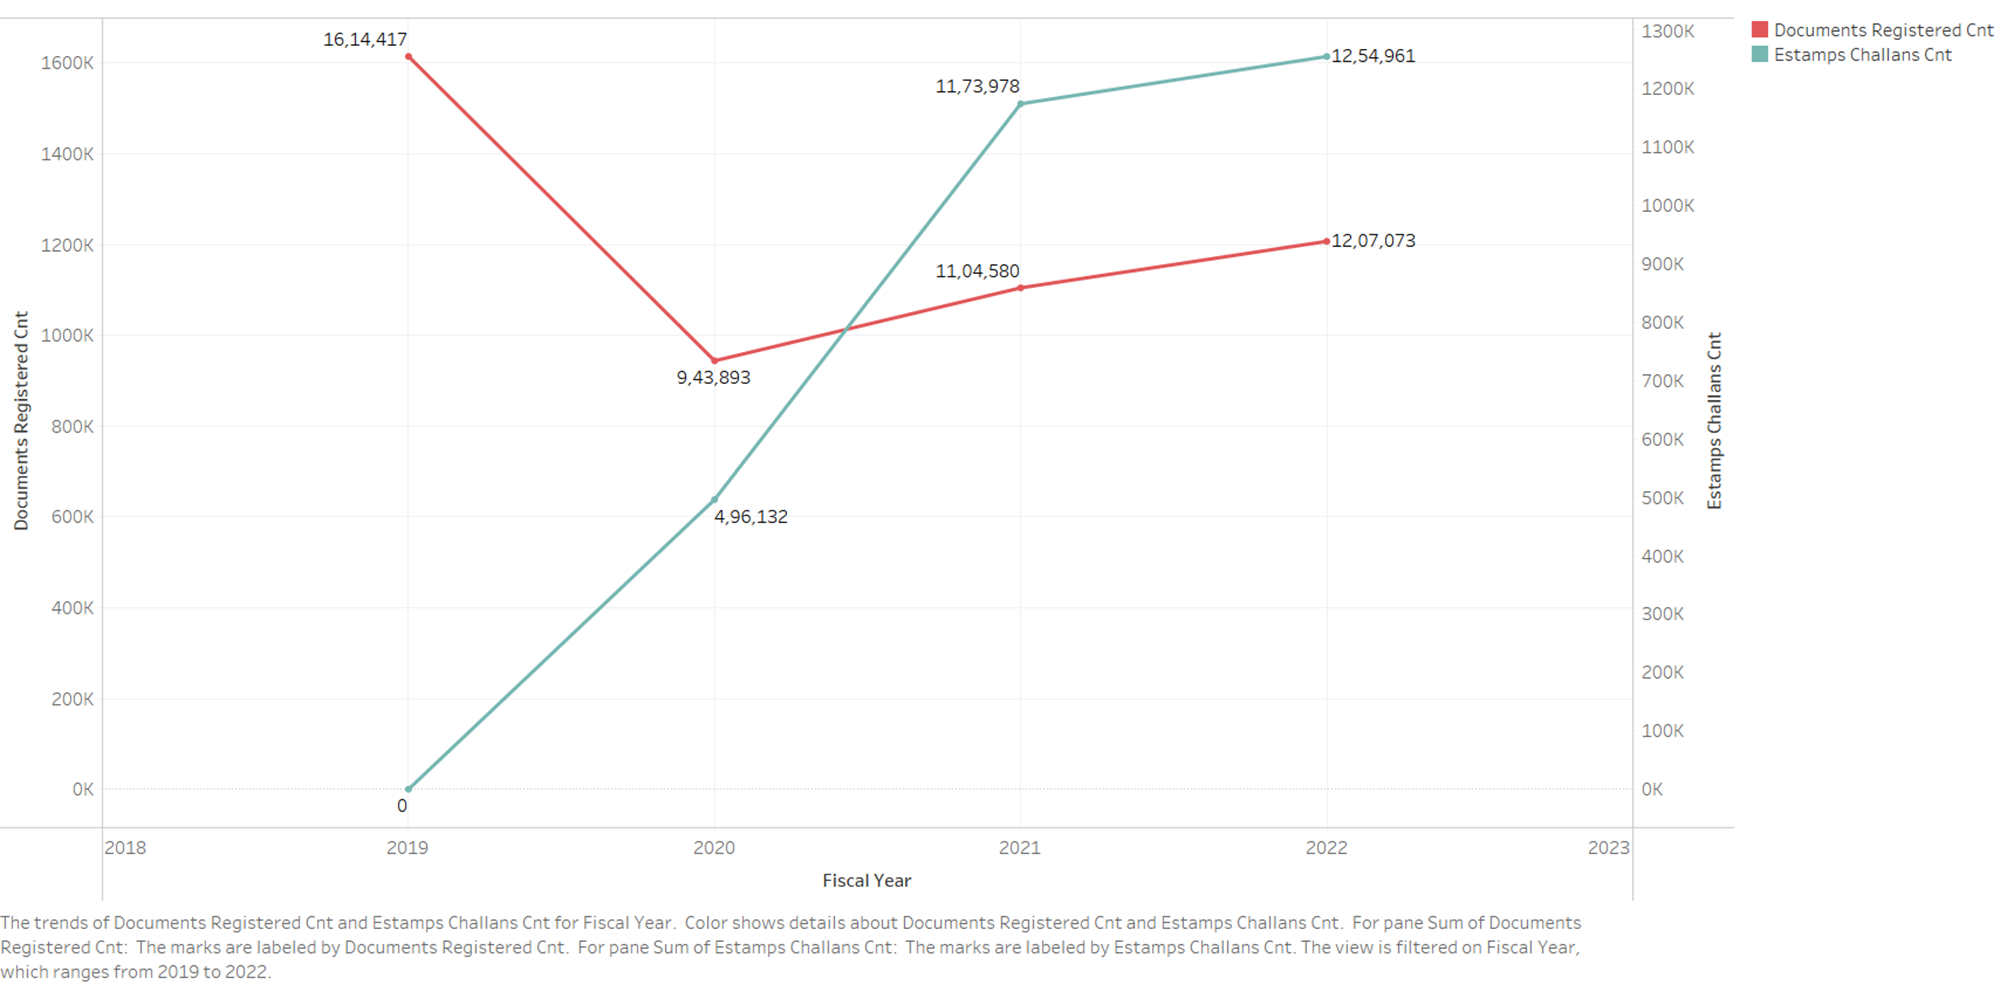 Documents Registered Cnt
Estamps Challans Cnt
16,14,417
9,43,893
11,04,580
12,07,073
0
4,96,132
11,73,978
12,54,961
Documents Registered Cnt
1600K
1400K
1200K
1000K
800K
600K
400K
200K
0K
Estamps Challans Cnt
1300K
1200K
1100K
1000K
900K
800K
700K
600K
500K
400K
300K
200K
100K
0K
2018 2019 2020 2021 2022 2023
Fiscal Year
The trends of Documents Registered Cnt and Estamps Challans Cnt for Fiscal Year.  Color shows details about Documents Registered Cnt and Estamps Challans Cnt.  For pane Sum of Documents
Registered Cnt:  The marks are labeled by Documents Registered Cnt.  For pane Sum of Estamps Challans Cnt:  The marks are labeled by Estamps Challans Cnt. The view is filtered on Fiscal Year,
which ranges from 2019 to 2022.